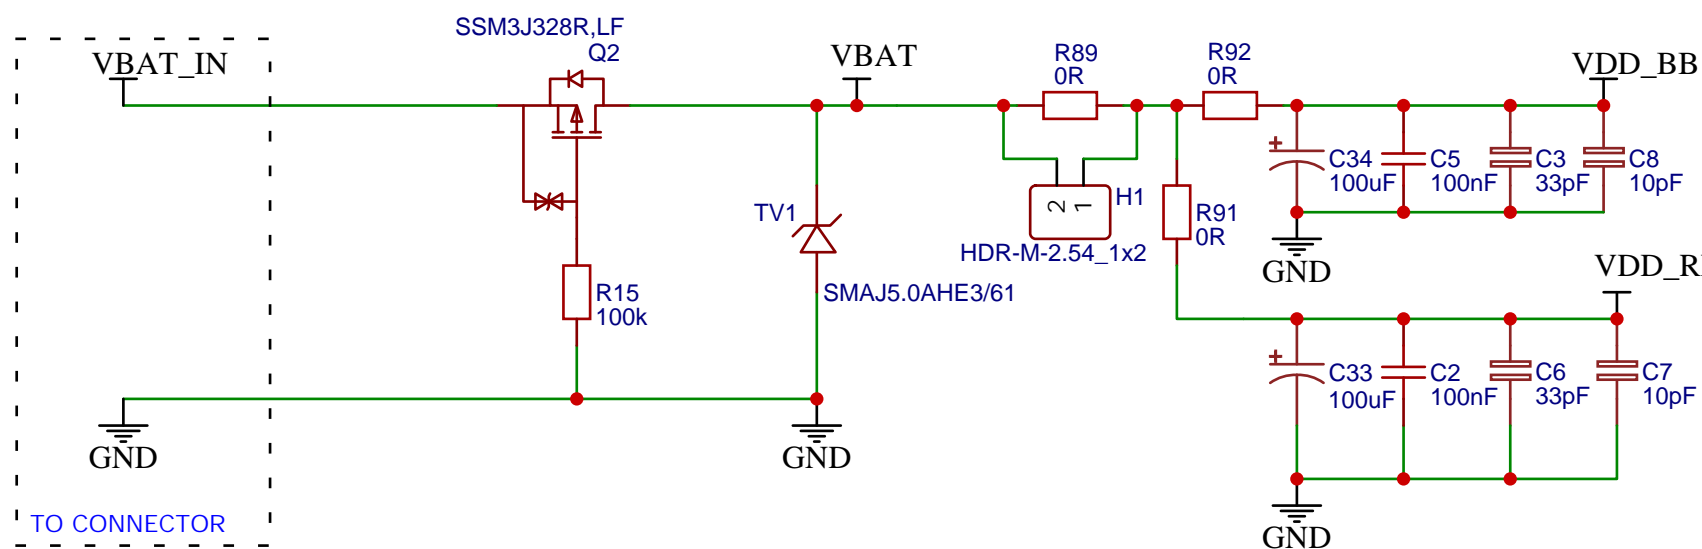 SSM3J328R,LF
Q2
VBAT_IN
VBAT
R89
0R
R92
0R
VDD_BB
+
C34
100uF
C5
100nF
C3
33pF
C8
10pF
2
1
H1
HDR-M-2.54_1x2
TV1
SMAJ5.0AHE3/61
R91
0R
GND
R15
100k
VDD_R
+
C33
100uF
C2
100nF
C6
33pF
C7
10pF
GND
GND
GND
TO CONNECTOR